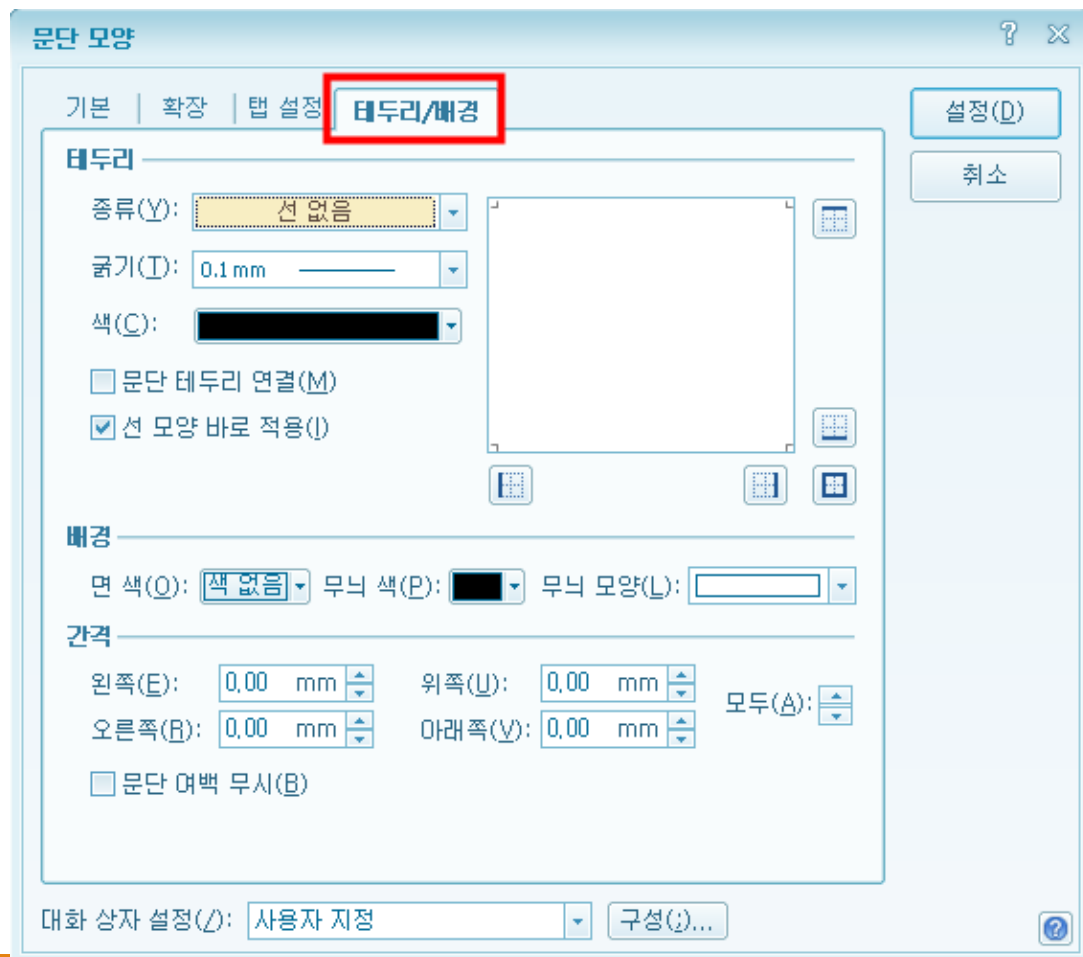 문단 모양
기본 | 확장 | 탭 설정 테두리/배경
설정(D)
취소
테두리
종류(Y): 선 없음
굵기(T): 0.1 mm
색(C):
문단 테두리 연결(M)
선 모양 바로 적용(I)
배경
면 색(O): 색 없음 무늬 색(P): 무늬 모양(L):
간격
왼쪽(E): 0.00 mm 위쪽(U): 0.00 mm 모두(A):
오른쪽(R): 0.00 mm 아래쪽(V): 0.00 mm
문단 여백 무시(B)
대화 상자 설정(/): 사용자 지정 구성(;)...